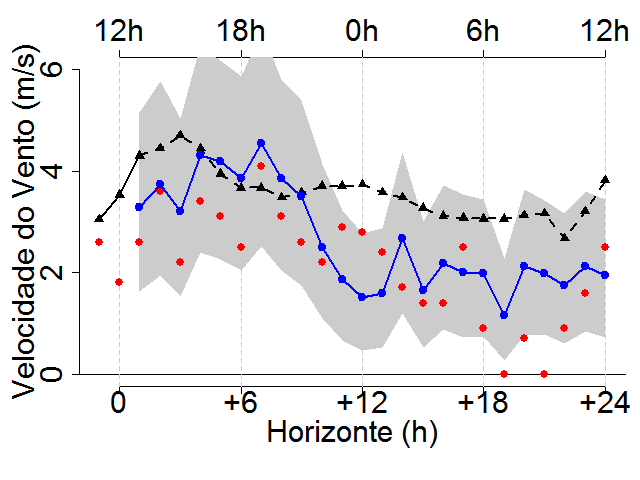 12h 18h 0h 6h 12h
Velocidade do Vento (m/s)
6
4
2
0
0 +6 +12 +18 +24
Horizonte (h)